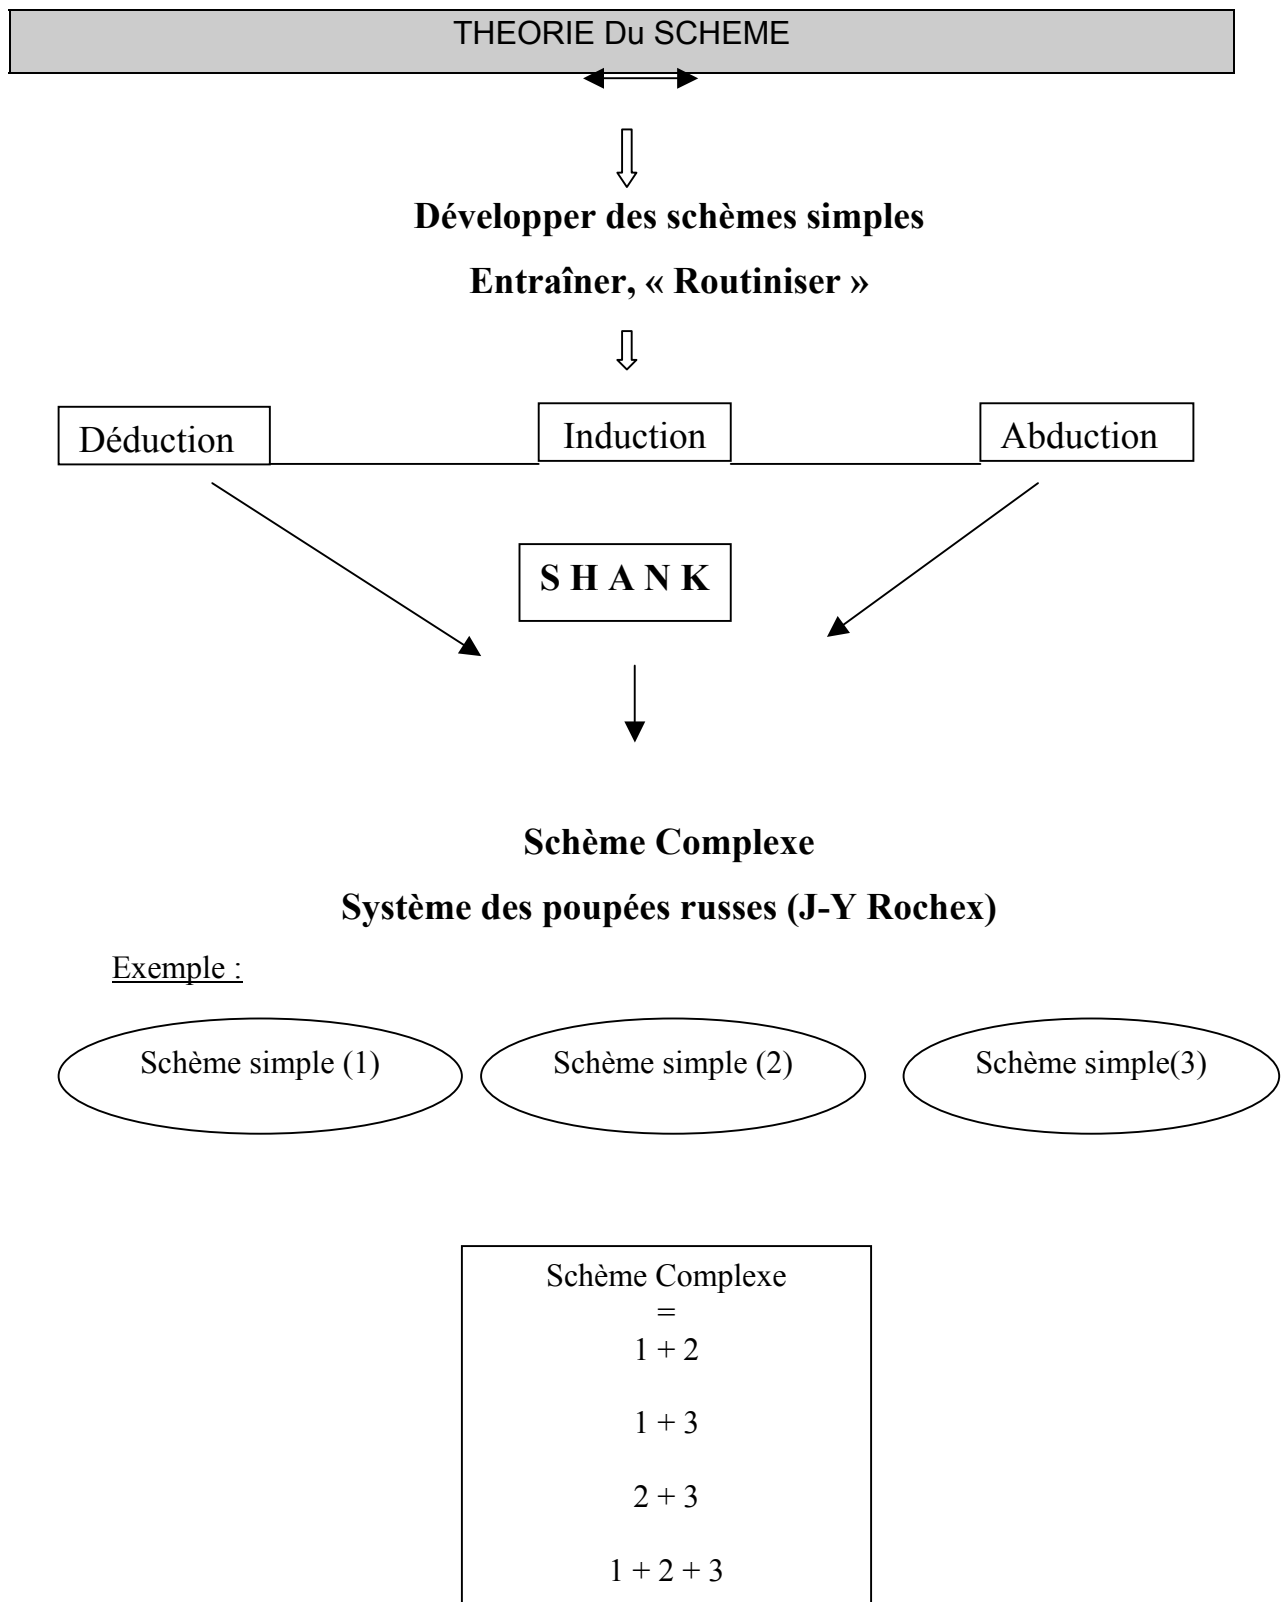 THEORIE Du SCHEME
Développer des schèmes simples
Entraîner, « Routiniser »
Déduction
Induction
Abduction
S H A N K
Schème Complexe
Système des poupées russes (J-Y Rochex)
Exemple :
Schème simple (1)
Schème simple (2)
Schème simple(3)
Schème Complexe
=
1 + 2
1 + 3
2 + 3
1 + 2 + 3